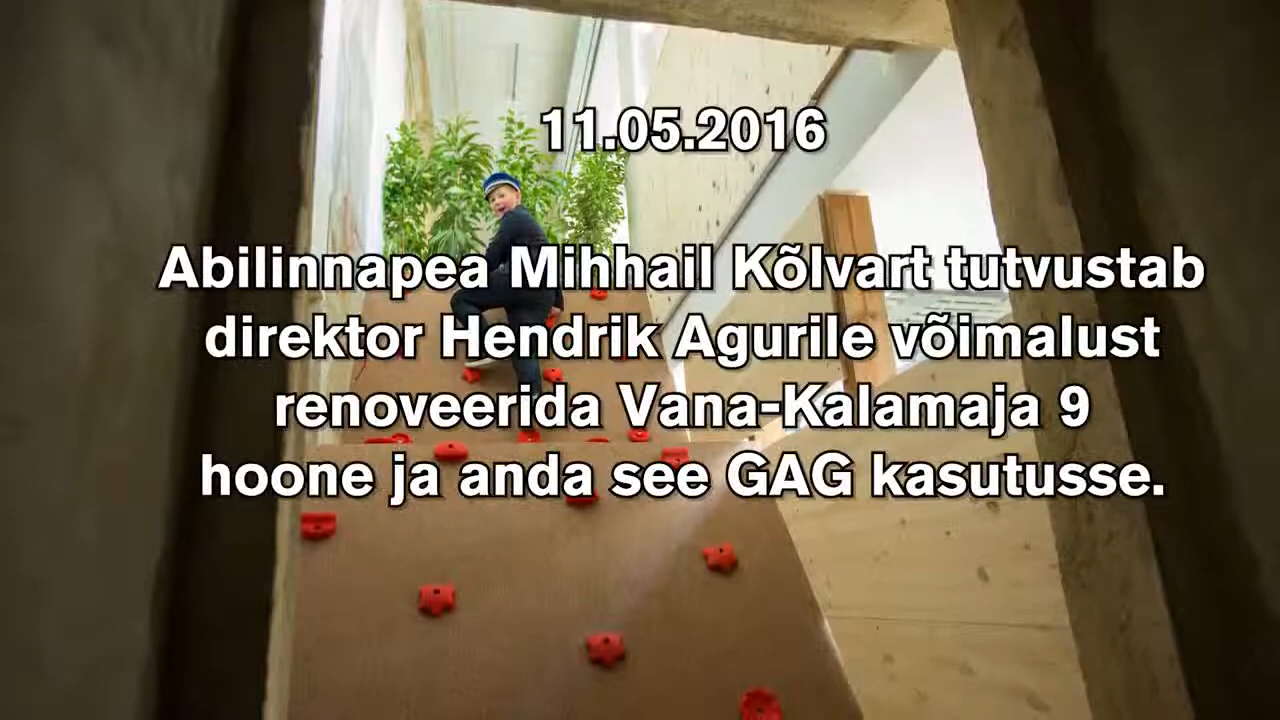 11.05.2016
Abilinnapea Mihhail Kõlvart tutvustab
direktor Hendrik Agurile võimalust
renoveerida Vana-Kalamaja 9
hoone ja anda see GAG kasutusse.